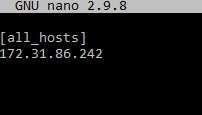 GNU nano 2.9.8
[all_hosts]
172.31.86.242